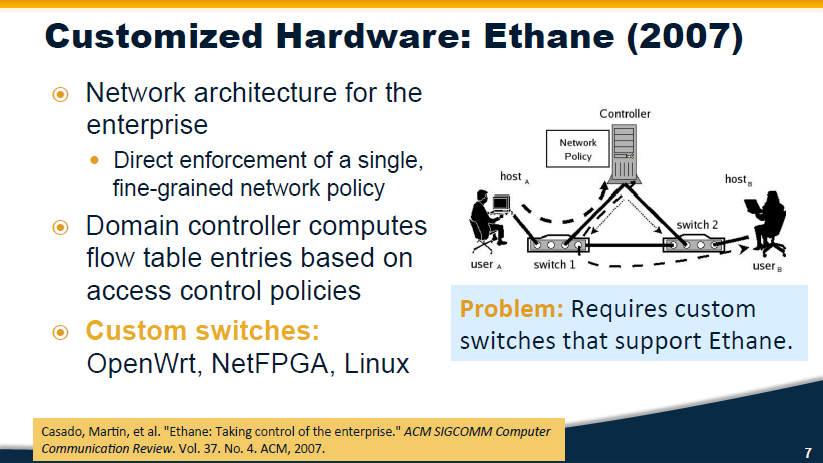 Customized Hardware: Ethane (2007)
Network architecture for the
enterprise
Direct enforcement of a single,
fine-grained network policy
Domain controller computes
flow table entries based on
access control policies
Custom switches:
OpenWrt, NetFPGA, Linux
Controller
Network
Policy
host A
host B
switch 2
user A
switch 1
user B
Problem: Requires custom
switches that support Ethane.
Casado, Martin, et al. "Ethane: Taking control of the enterprise." ACM SIGCOMM Computer
Communication Review. Vol. 37. No. 4. ACM, 2007.
7